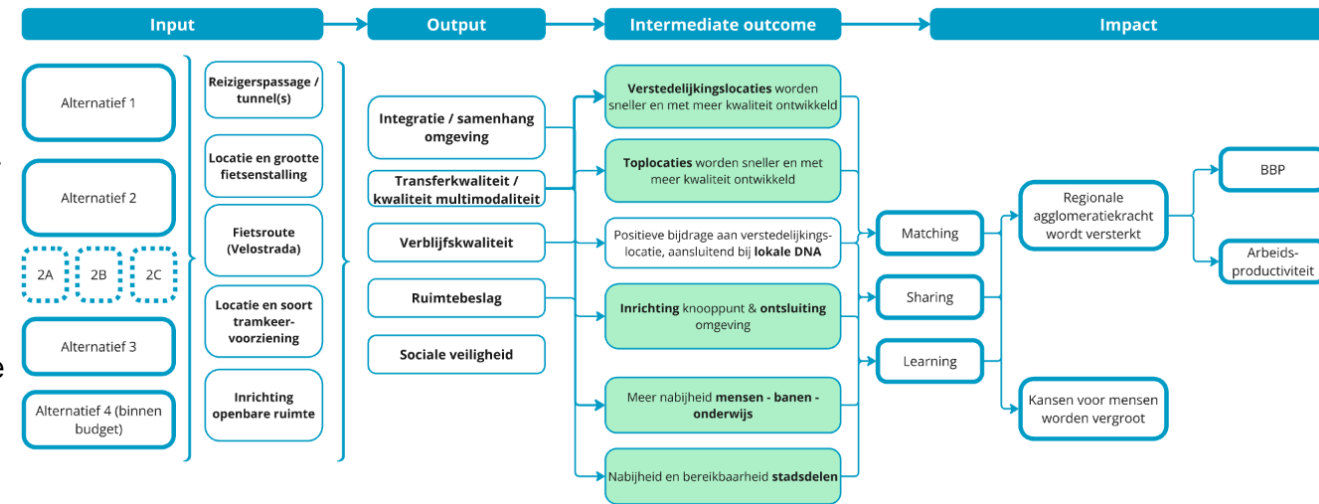 Input
Output
Intermediate outcome
Impact
Alternatief 1
Alternatief 2
2A
2B
2C
Alternatief 3
Alternatief 4 (binnen
budget)
Reizigerspassage /
tunnel(s)
Locatie en grootte
fietsenstalling
Fietsroute
(Velostrada)
Locatie en soort
tramkeer-
voorziening
Inrichting
openbare ruimte
Integratie / samenhang
omgeving
Transferkwaliteit /
kwaliteit multimodaliteit
Verblijfskwaliteit
Ruimtebeslag
Sociale veiligheid
Verstedelijkingslocaties worden
sneller en met meer kwaliteit ontwikkeld
Toplocaties worden sneller en met
meer kwaliteit ontwikkeld
Positieve bijdrage aan verstedelijkings-
locatie, aansluitend bij lokale DNA
Inrichting knooppunt & ontsluiting
omgeving
Meer nabijheid mensen - banen -
onderwijs
Nabijheid en bereikbaarheid stadsdelen
Matching
Sharing
Learning
Regionale
agglomeratiekracht
wordt versterkt
Kansen voor mensen
worden vergroot
BBP
Arbeids-
productiviteit